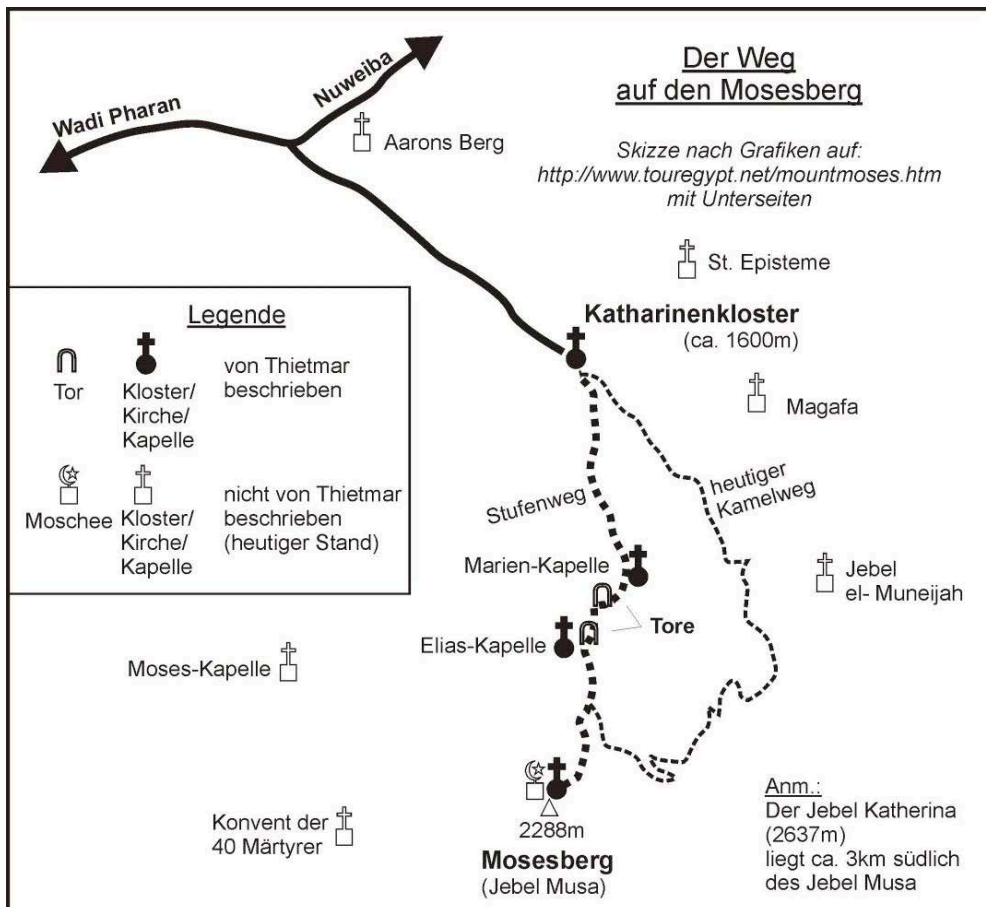 Der Weg
auf den Mosesberg
Skizze nach Grafiken auf:
http://www.touregypt.net/mountmoses.htm
mit Unterseiten
Wadi Pharan
Nuweiba
Aarons Berg
St. Episteme
Katharinenkloster
(ca. 1600m)
Magafa
Legende
Tor
Kloster/
Kirche/
Kapelle
von Thietmar
beschrieben
Moschee
Kloster/
Kirche/
Kapelle
nicht von Thietmar
beschrieben
(heutiger Stand)
Stufenweg
heutiger
Kamelweg
Marien-Kapelle
Jebel
el- Muneijah
Tore
Elias-Kapelle
Moses-Kapelle
Konvent der
40 Märtyrer
2288m
Mosesberg
(Jebel Musa)
Anm.:
Der Jebel Katherina
(2637m)
liegt ca. 3km südlich
des Jebel Musa